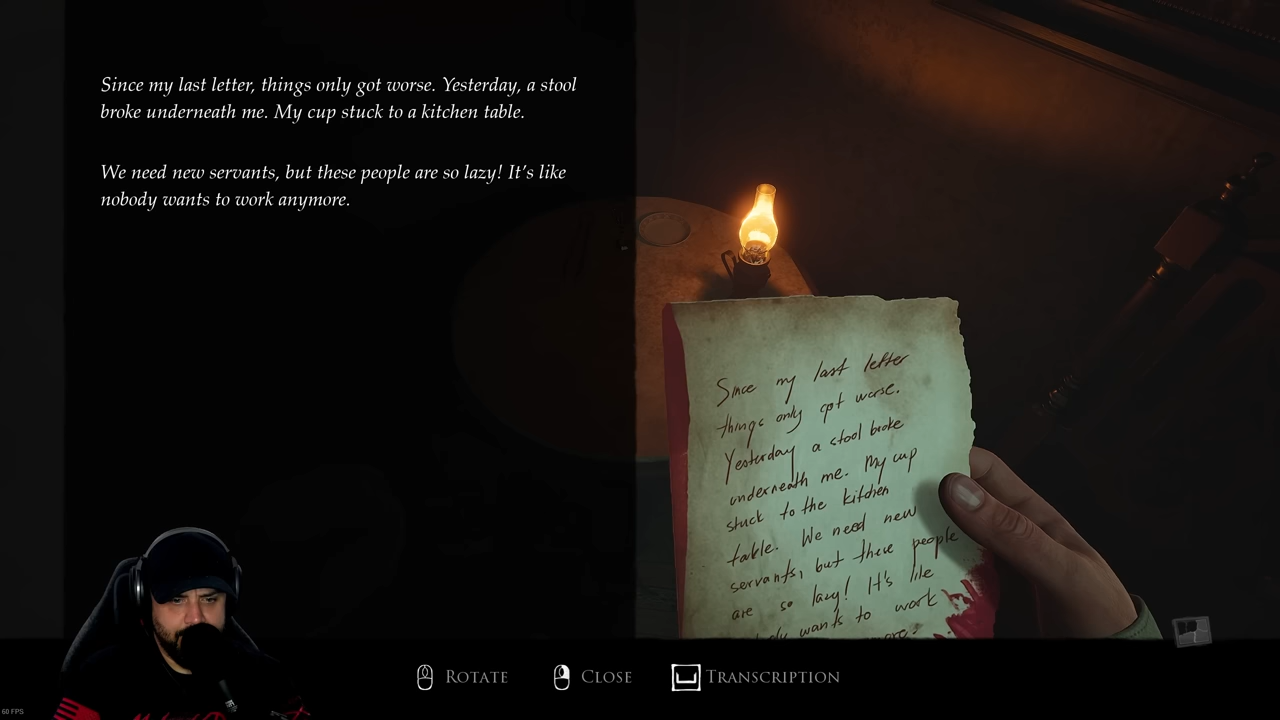 Since my last letter, things only got worse. Yesterday, a stool
broke underneath me. My cup stuck to a kitchen table.
We need new servants, but these people are so lazy! It's like
nobody wants to work anymore.
Since my last letter
things only got worse.
Yesterday a stool broke
underneath me. My cup
stuck to the kitchen
table. We need new
servants, but these people
are so lazy! It's like
wants to work
ROTATE
CLOSE
TRANSCRIPTION
60 FPS